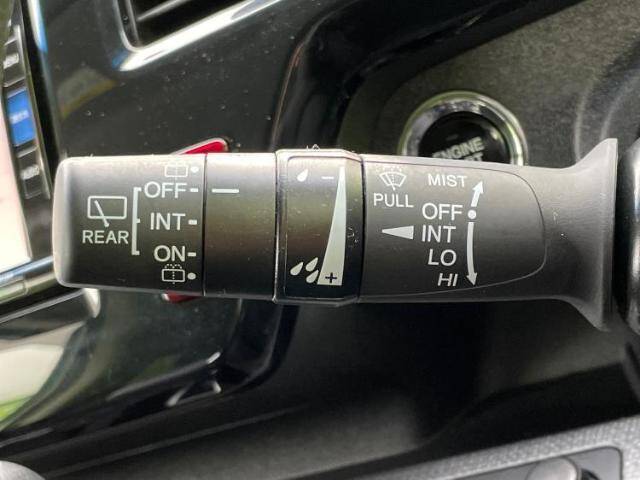 OFF
INT
ON
REAR
-
+
PULL
MIST
OFF
INT
LO
HI
ENGINE